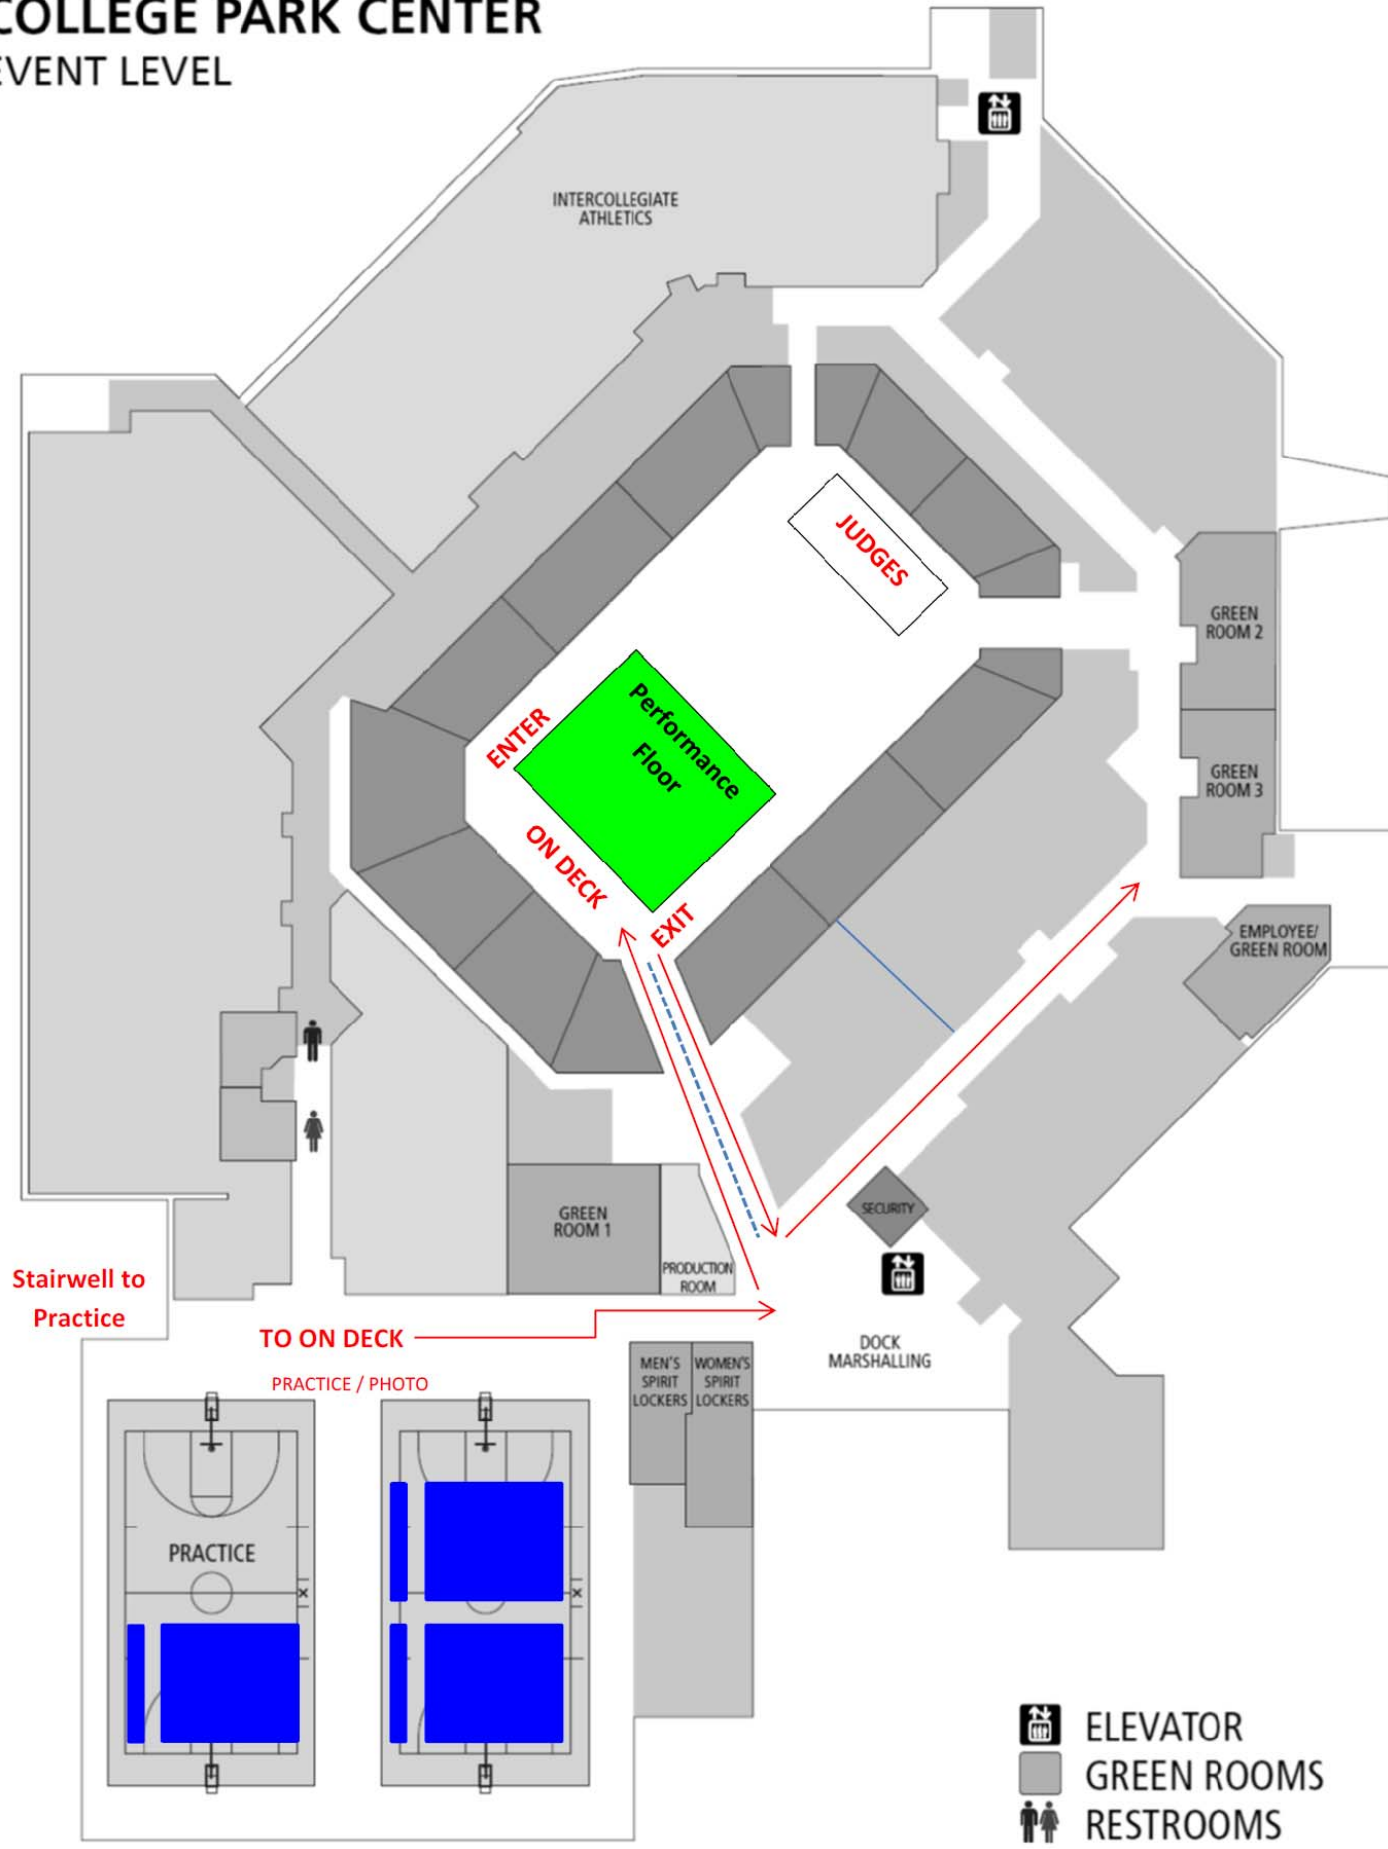 COLLEGE PARK CENTER
EVENT LEVEL
INTERCOLLEGIATE
ATHLETICS
JUDGES
GREEN
ROOM 2
ENTER
Performance
Floor
GREEN
ROOM 3
ON DECK
EXIT
EMPLOYEE/
GREEN ROOM
SECURITY
GREEN
ROOM 1
PRODUCTION
ROOM
Stairwell to
Practice
TO ON DECK
DOCK
MARSHALLING
PRACTICE / PHOTO
MEN'S
SPIRIT
LOCKERS
WOMEN'S
SPIRIT
LOCKERS
PRACTICE
ELEVATOR
GREEN ROOMS
RESTROOMS